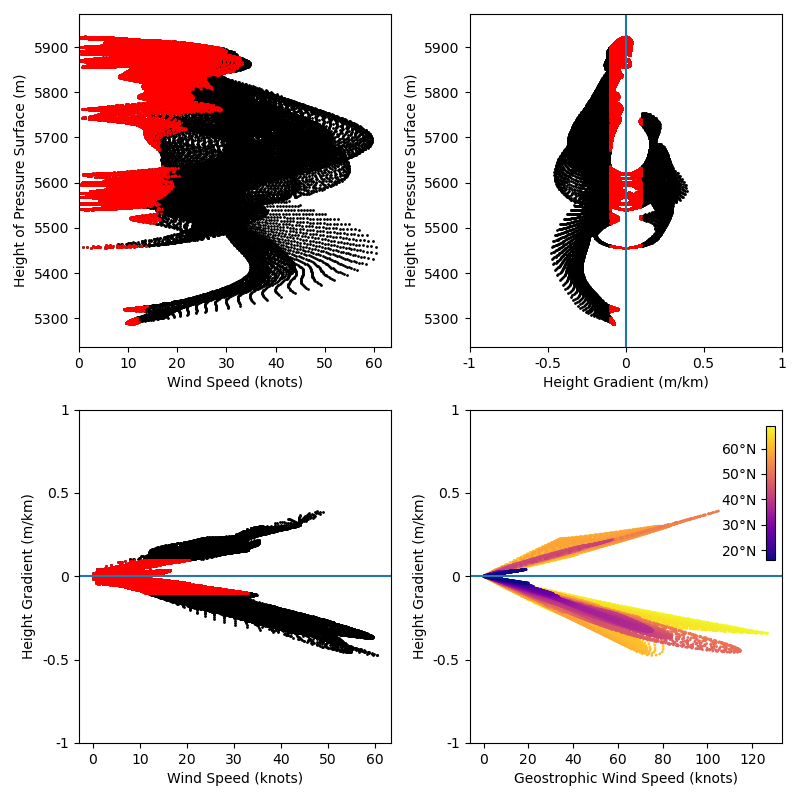 Height of Pressure Surface (m)
5900
5800
5700
5600
5500
5400
5300
0 10 20 30 40 50 60
Wind Speed (knots)
Height of Pressure Surface (m)
5900
5800
5700
5600
5500
5400
5300
-1 -0.5 0 0.5 1
Height Gradient (m/km)
Height Gradient (m/km)
1
0.5
0
-0.5
-1
0 10 20 30 40 50 60
Wind Speed (knots)
Height Gradient (m/km)
1
0.5
0
-0.5
-1
60°N
50°N
40°N
30°N
20°N
0 20 40 60 80 100 120
Geostrophic Wind Speed (knots)